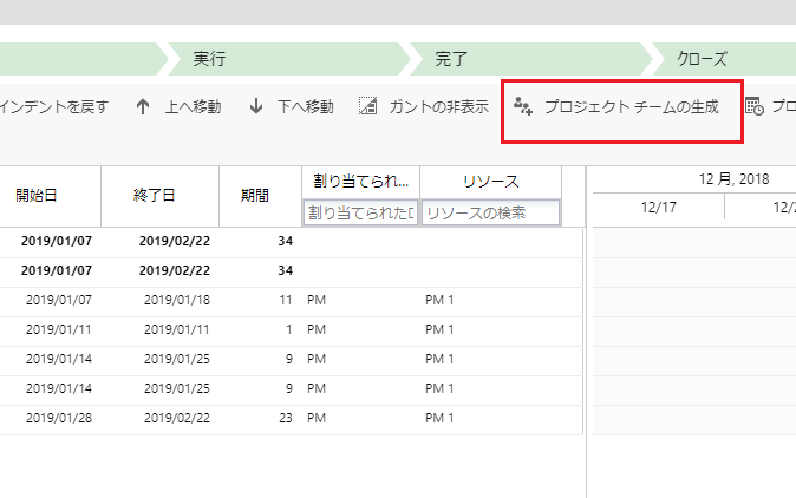 実行 完了 クローズ
インデントを戻す 上へ移動 下へ移動 ガントの非表示 プロジェクト チームの生成 プロ
開始日 終了日 期間 割り当てられ... リソース 12 月, 2018
割り当てられた リソースの検索 12/17 12/2
2019/01/07 2019/02/22 34
2019/01/07 2019/02/22 34
2019/01/07 2019/01/18 11 PM PM 1
2019/01/11 2019/01/11 1 PM PM 1
2019/01/14 2019/01/25 9 PM PM 1
2019/01/14 2019/01/25 9 PM PM 1
2019/01/28 2019/02/22 23 PM PM 1